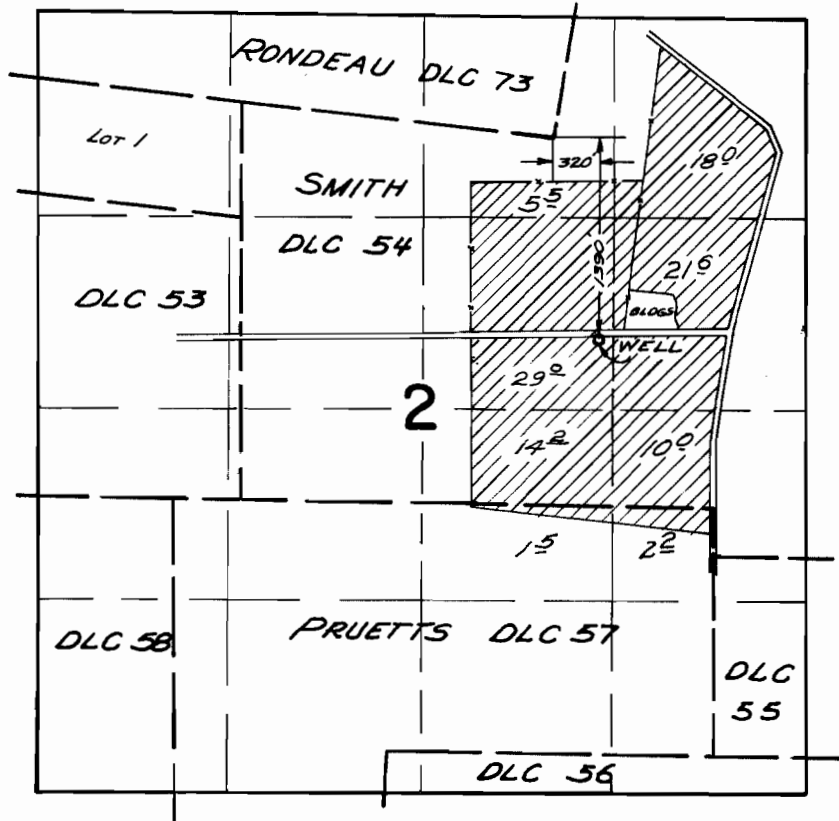 RONDEAU DLC 73
LOT 1
320'
18 0
SMITH
5 5
DLC 54
1390'
21 6
DLC 53
BLDGS
WELL
29 0
2
14 2
10 0
1 5
2 2
DLC 58
PRUETTS DLC 57
DLC
55
DLC 56